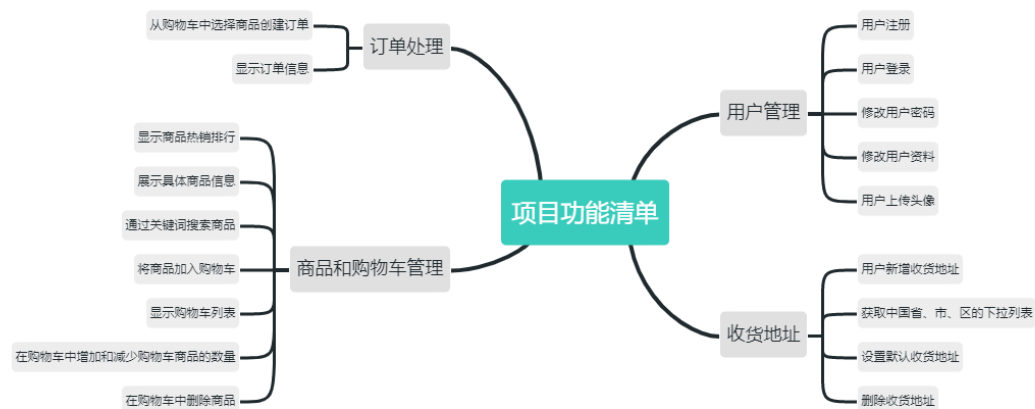 项目功能清单
用户管理
用户注册
用户登录
修改用户密码
修改用户资料
用户上传头像
收货地址
用户新增收货地址
获取中国省、市、区的下拉列表
设置默认收货地址
删除收货地址
订单处理
从购物车中选择商品创建订单
显示订单信息
商品和购物车管理
显示商品热销排行
展示具体商品信息
通过关键词搜索商品
将商品加入购物车
显示购物车列表
在购物车中增加和减少购物车商品的数量
在购物车中删除商品